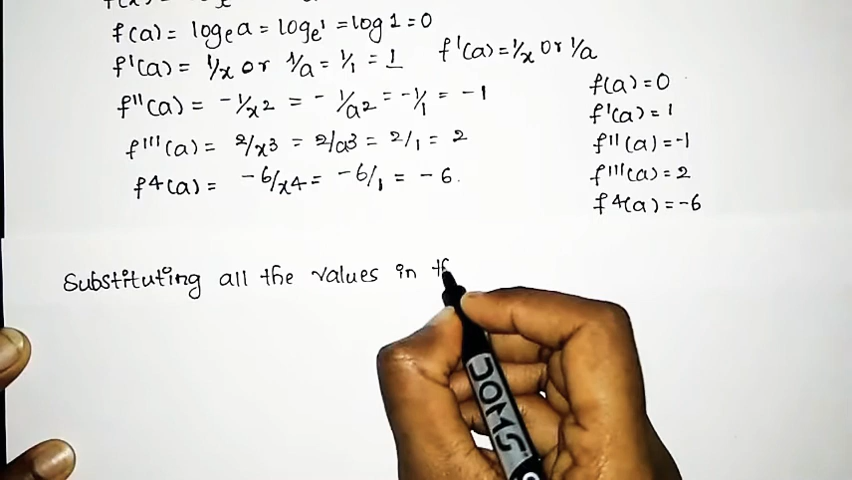 f(a) = logₑa = logₑ1 = log 1 = 0
f'(a) = 1/x or 1/a = 1/1 = 1 f'(a) = 1/x or 1/a
f''(a) = -1/x2 = - 1/a2 = -1/1 = -1
f'''(a) = 2/x3 = 2/a3 = 2/1 = 2
f4(a) = -6/x4 = -6/1 = -6.
f(a) = 0
f'(a) = 1
f''(a) = -1
f'''(a) = 2
f4(a) = -6
Substituting all the values in th
DOMS